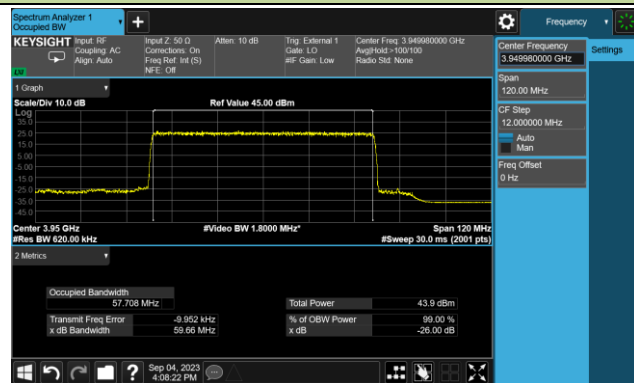 Spectrum Analyzer 1
Occupied BW
Frequency
KEYSIGHT
Input: RF
Coupling: AC
Align: Auto
Input Z: 50 Ω
Corrections: On
Freq Ref: Int (S)
NFE: Off
Atten: 10 dB
Trig: External 1
Gate: LO
#IF Gain: Low
Center Freq: 3.949980000 GHz
Avg|Hold:>100/100
Radio Std: None
Center Frequency
3.949980000 GHz
Settings
Span
120.00 MHz
CF Step
12.000000 MHz
Auto
Man
Freq Offset
0 Hz
1 Graph
Scale/Div 10.0 dB
Ref Value 45.00 dBm
Log
35.0
25.0
15.0
5.00
-5.00
-15.0
-25.0
-35.0
-45.0
Center 3.95 GHz
#Video BW 1.8000 MHz*
Span 120 MHz
#Res BW 620.00 kHz
#Sweep 30.0 ms (2001 pts)
2 Metrics
Occupied Bandwidth
57.708 MHz
Total Power 43.9 dBm
Transmit Freq Error -9.952 kHz
% of OBW Power 99.00 %
x dB Bandwidth 59.66 MHz
x dB -26.00 dB
Sep 04, 2023
4:08:22 PM